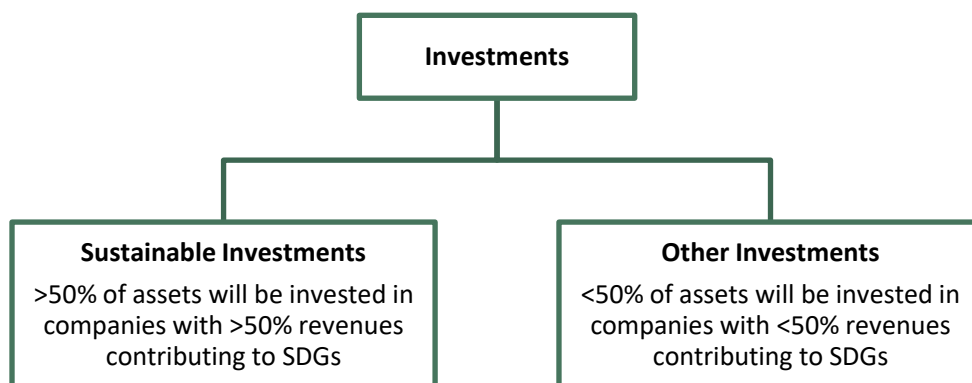 Investments
Sustainable Investments
>50% of assets will be invested in
companies with >50% revenues
contributing to SDGs
Other Investments
<50% of assets will be invested in
companies with <50% revenues
contributing to SDGs